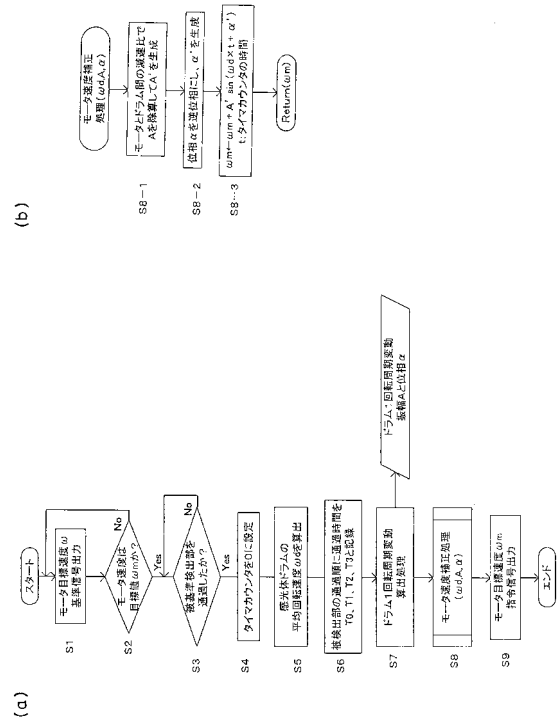 (a)
スタート
S1
モータ目標速度ω
基準信号出力
S2
モータ速度は
目標値ωmか?
No
Yes
S3
被基準検出部を
通過したか?
No
Yes
S4
タイマカウンタを0に設定
S5
感光体ドラムの
平均回転速度ωdを算出
S6
被検出部の通過順に通過時間を
T0、T1、T2、T3と記録
S7
ドラム1回転周期変動
算出処理
ドラム1回転周期変動
振幅Aと位相α
S8
モータ速度補正処理
(ωd,A,α)
S9
モータ目標速度ωm
指令信号出力
エンド
(b)
モータ速度補正
処理(ωd,A,α)
S8-1
モータとドラム間の減速比で
Aを除算してA'を生成
S8-2
位相αを逆位相にし、α'を生成
S8-3
ωm←ωm + A' sin (ωd×t + α')
t:タイマカウンタの時間
Return(ωm)